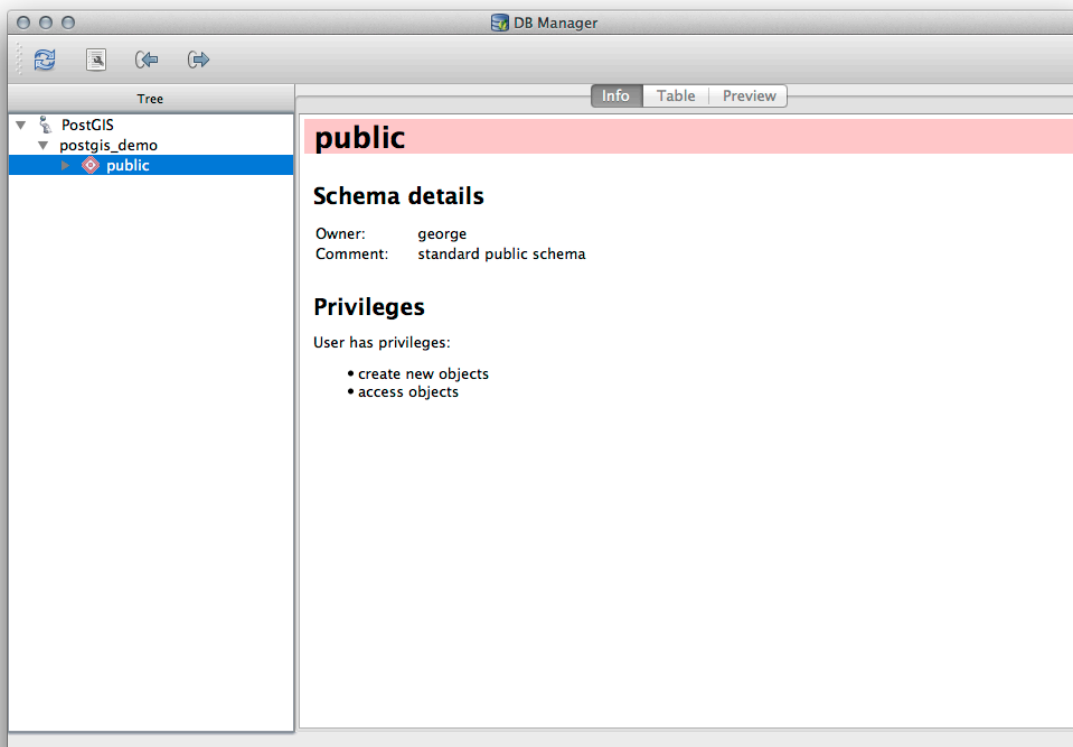 DB Manager
Tree
Info Table Preview
PostGIS
postgis_demo
public
public
Schema details
Owner: george
Comment: standard public schema
Privileges
User has privileges:
• create new objects
• access objects